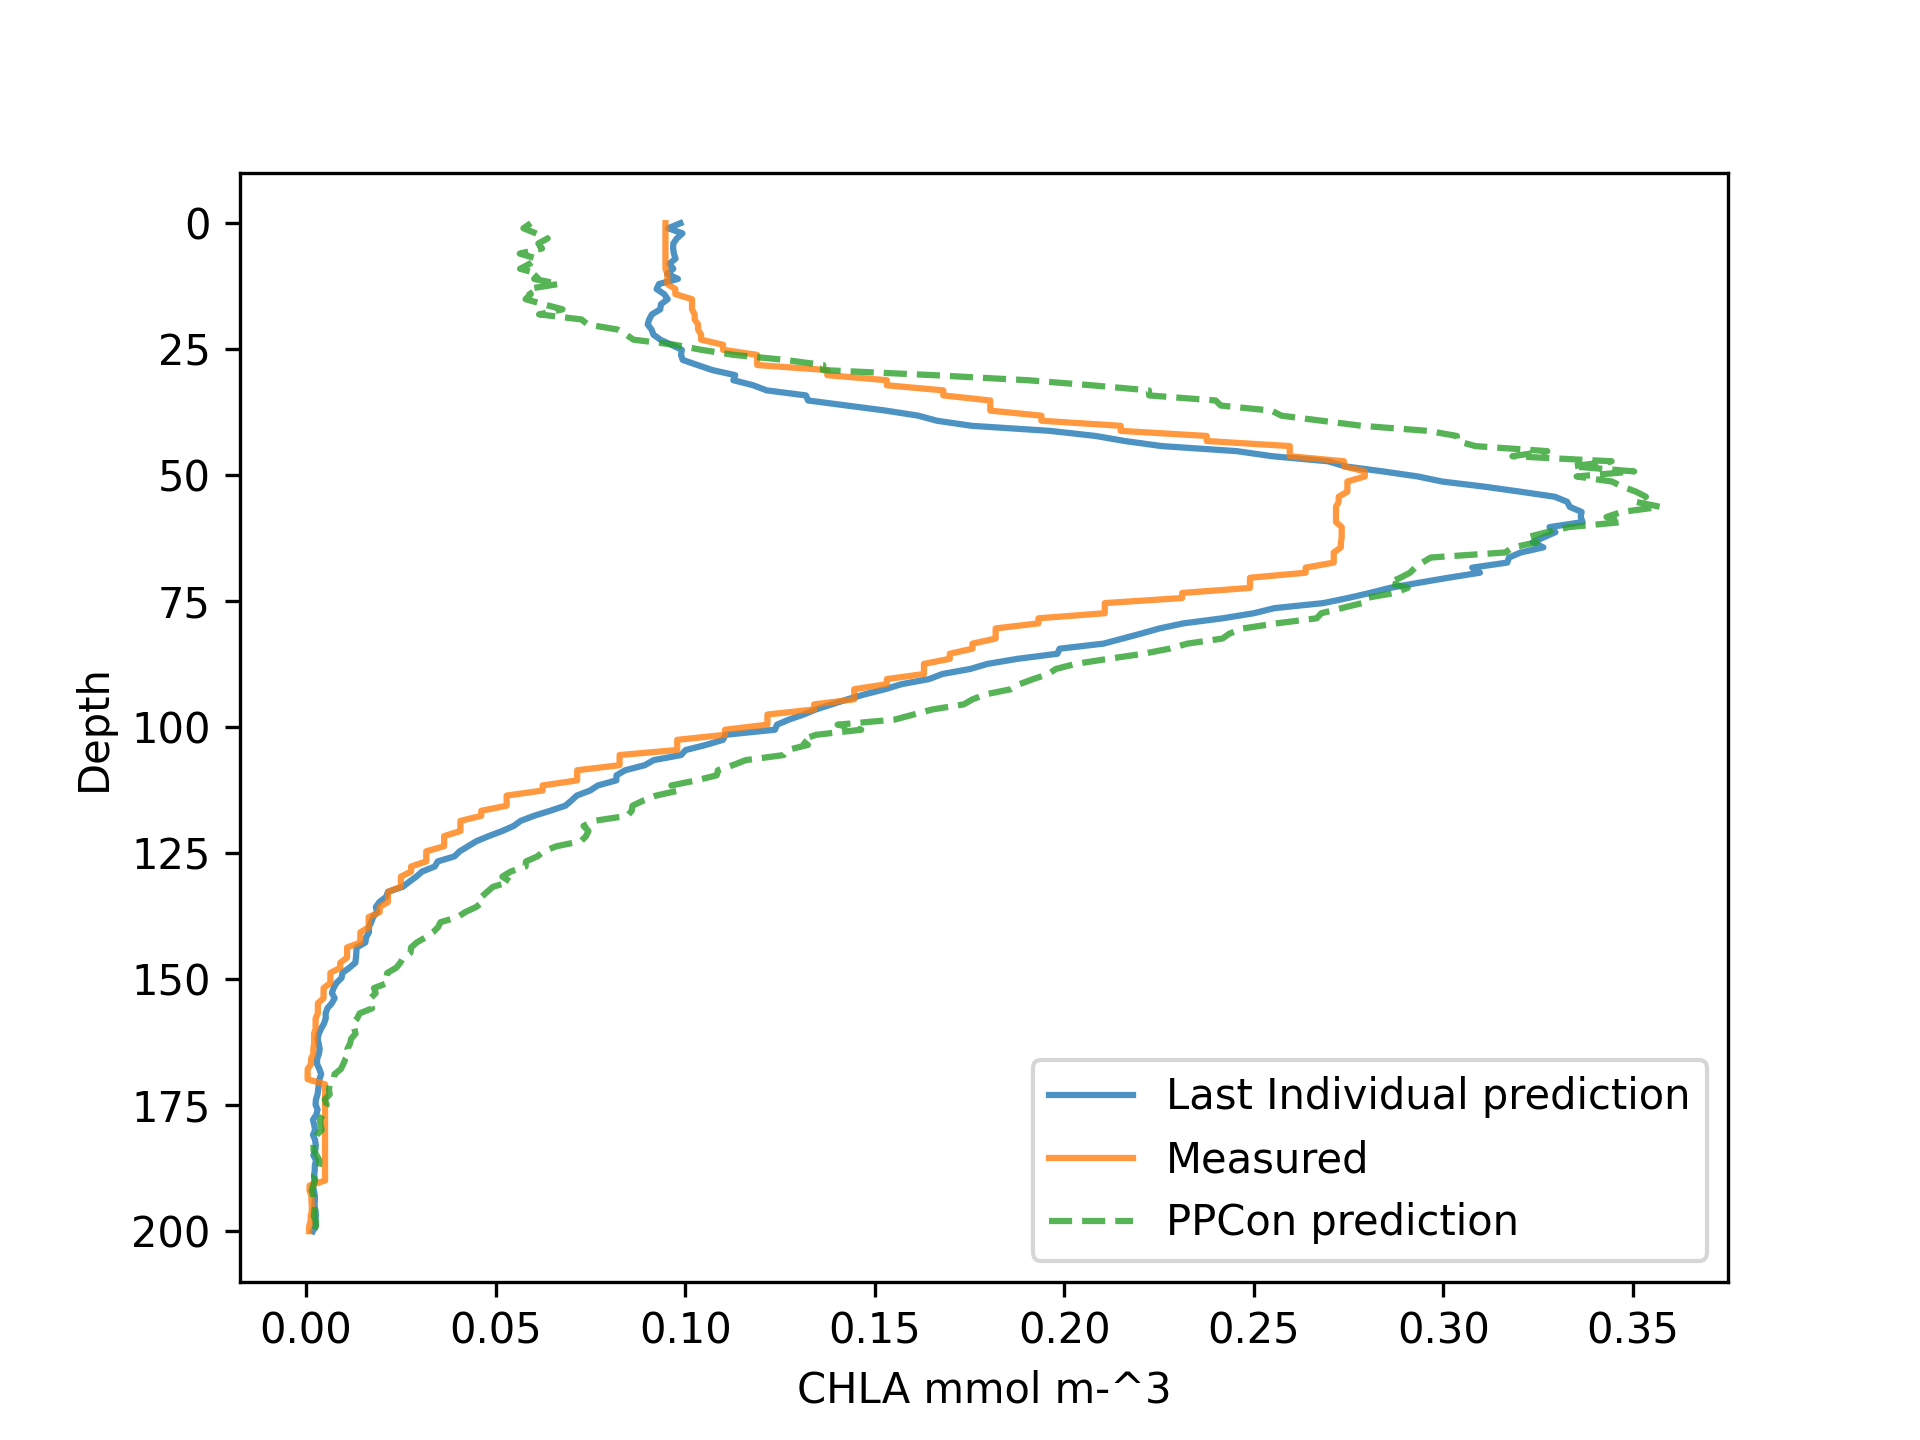 0
25
50
75
100
125
150
175
200
Depth
0.00 0.05 0.10 0.15 0.20 0.25 0.30 0.35
CHLA mmol m-^3
Last Individual prediction
Measured
PPCon prediction